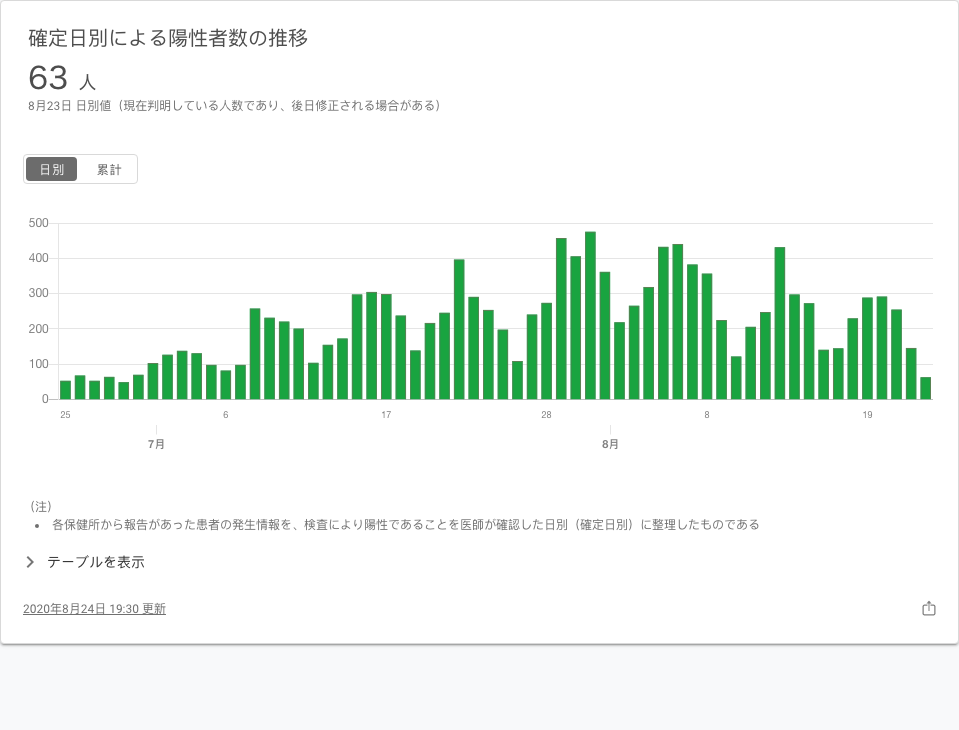 確定日別による陽性者数の推移
63 人
8月23日 日別値（現在判明している人数であり、後日修正される場合がある）
日別 累計
500
400
300
200
100
0
25 6 17 28 8 19
7月 8月
（注）
• 各保健所から報告があった患者の発生情報を、検査により陽性であることを医師が確認した日別（確定日別）に整理したものである
テーブルを表示
2020年8月24日 19:30 更新